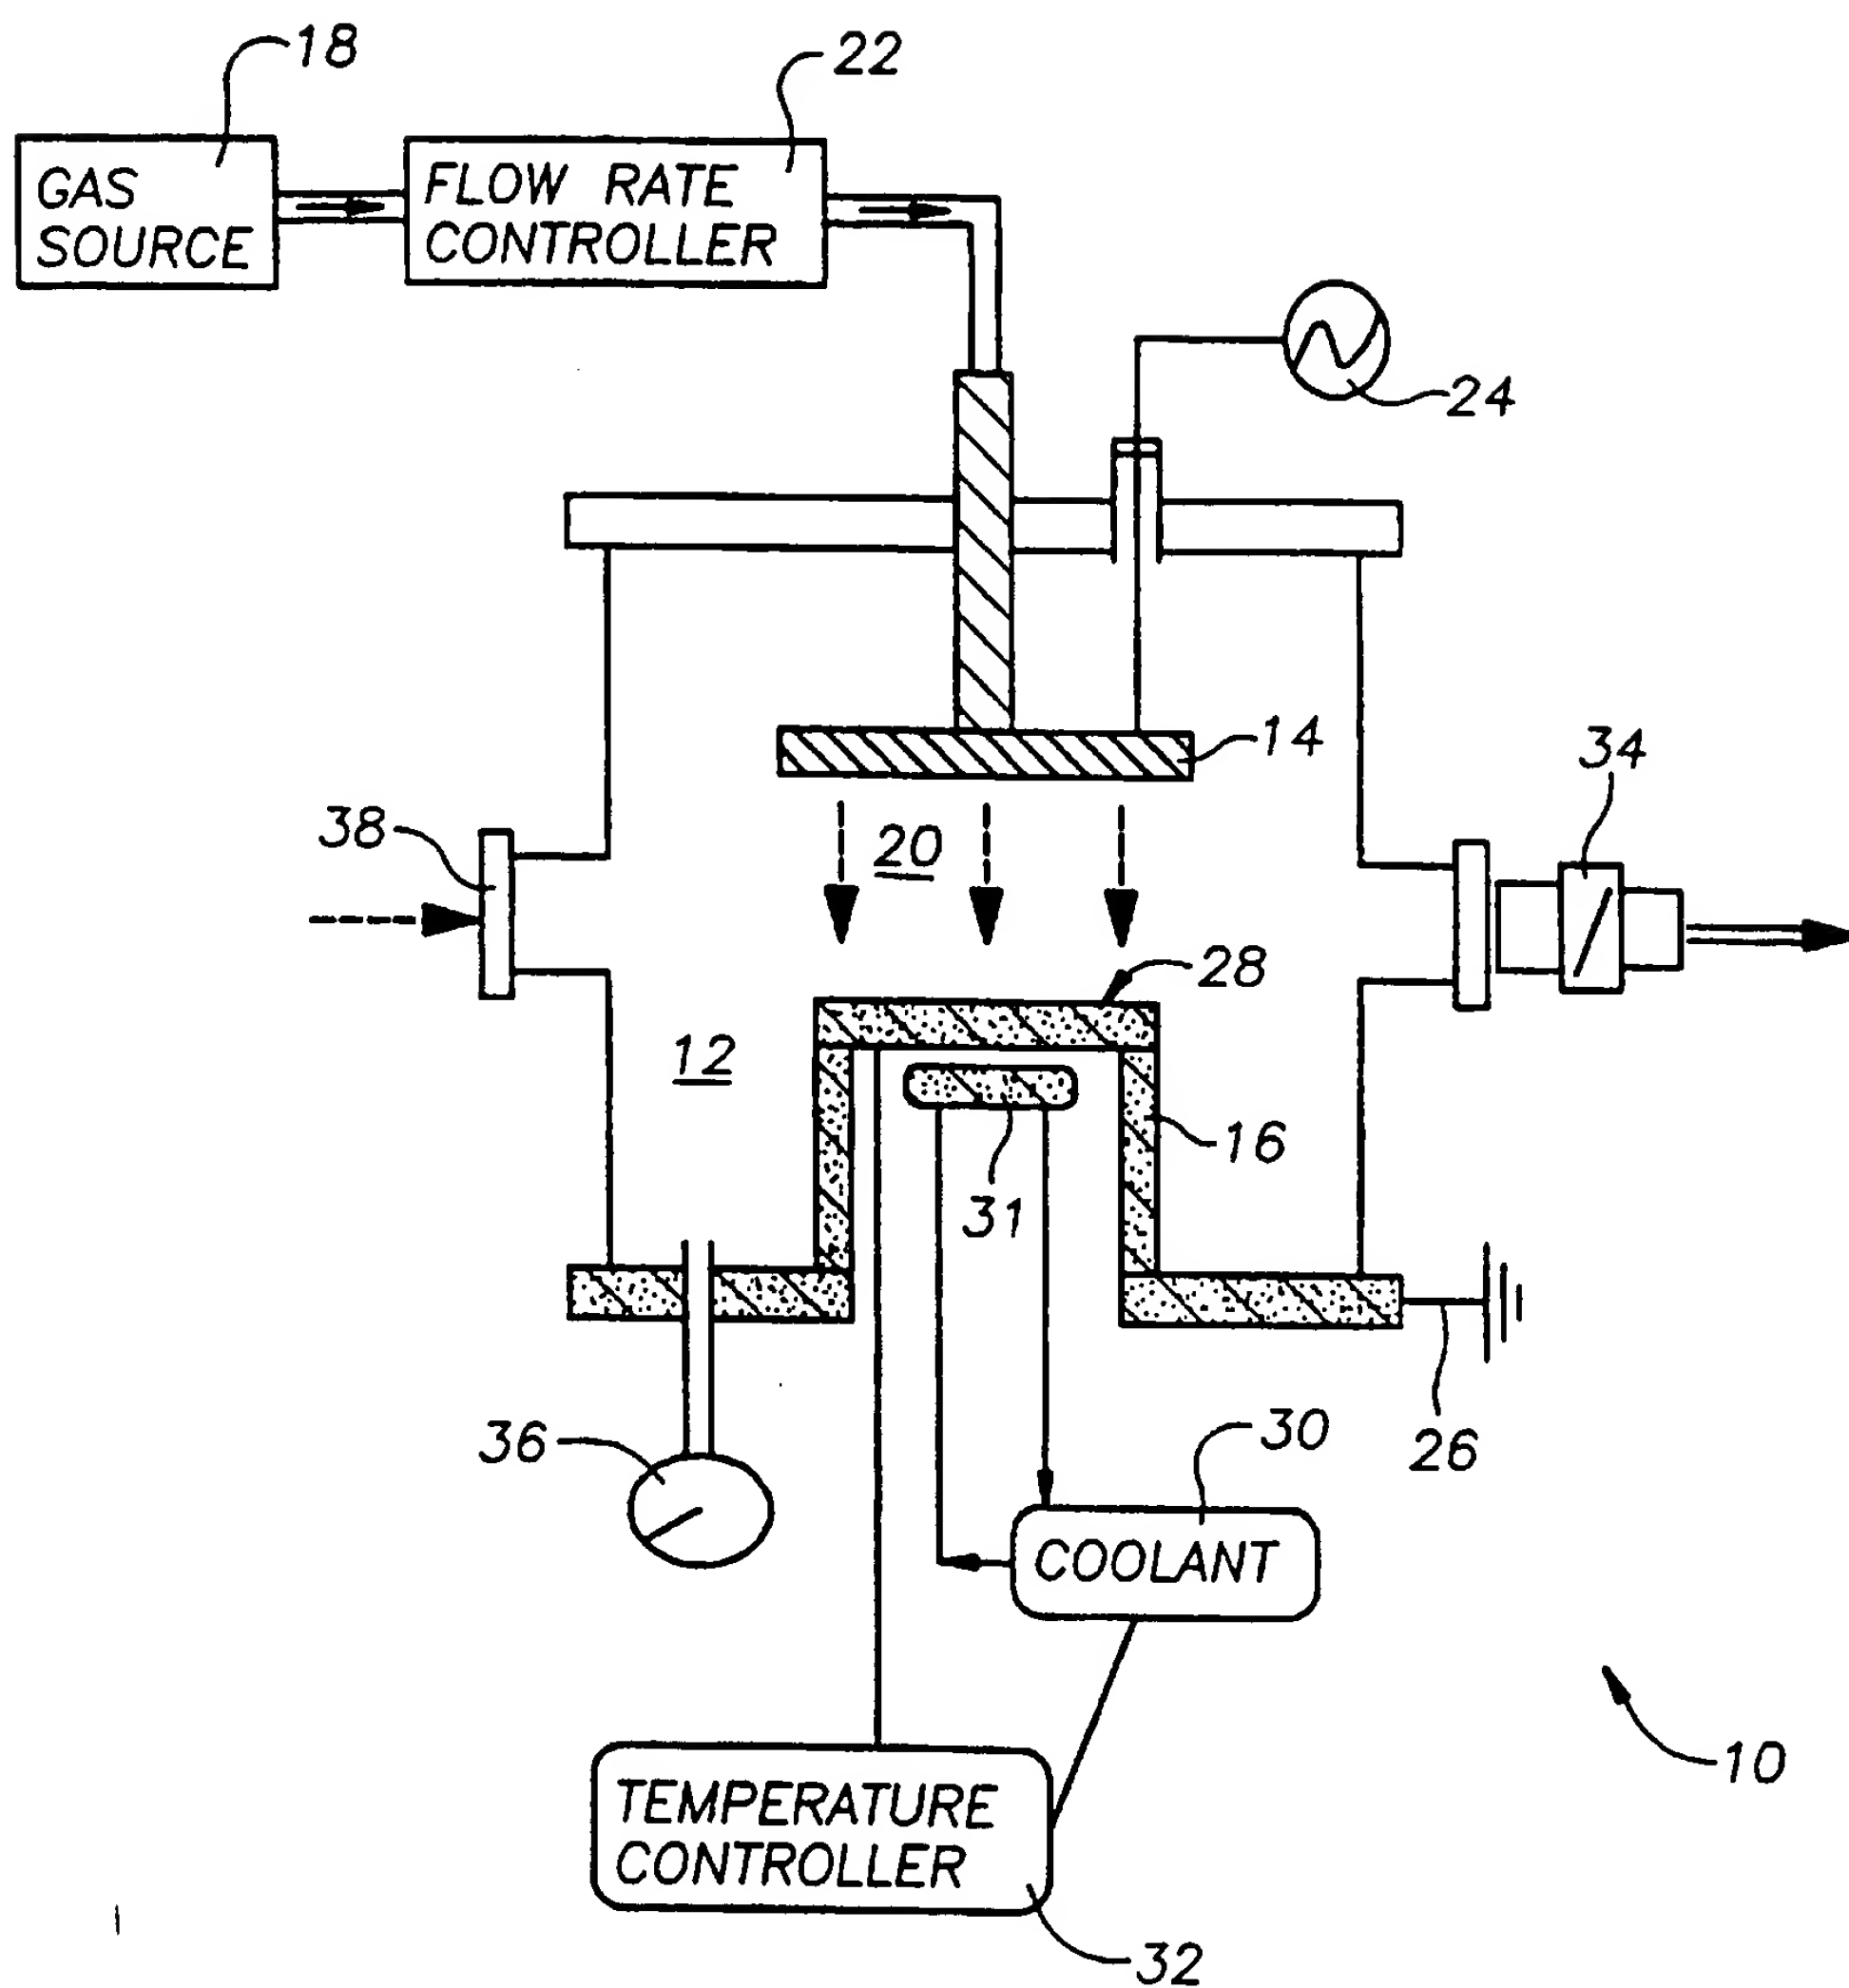 18
22
GAS
SOURCE
FLOW RATE
CONTROLLER
24
14
34
38
20
28
12
16
31
30
36
26
COOLANT
10
TEMPERATURE
CONTROLLER
32